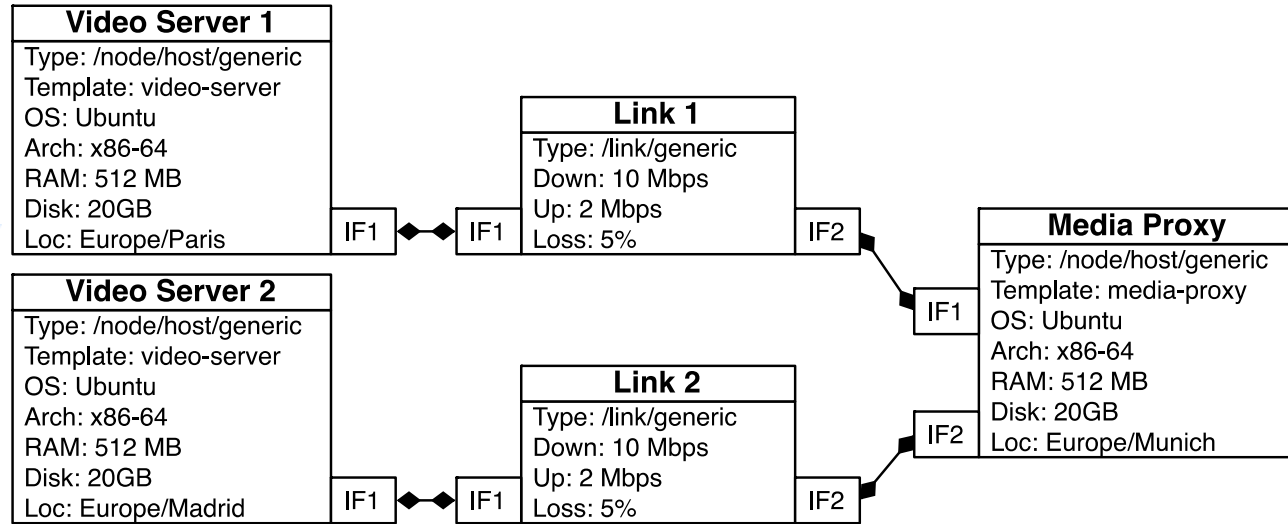 Video Server 1
Type: /node/host/generic
Template: video-server
OS: Ubuntu
Arch: x86-64
RAM: 512 MB
Disk: 20GB
Loc: Europe/Paris
IF1
IF1
Link 1
Type: /link/generic
Down: 10 Mbps
Up: 2 Mbps
Loss: 5%
IF2
Video Server 2
Type: /node/host/generic
Template: video-server
OS: Ubuntu
Arch: x86-64
RAM: 512 MB
Disk: 20GB
Loc: Europe/Madrid
IF1
IF1
Link 2
Type: /link/generic
Down: 10 Mbps
Up: 2 Mbps
Loss: 5%
IF2
IF1
IF2
Media Proxy
Type: /node/host/generic
Template: media-proxy
OS: Ubuntu
Arch: x86-64
RAM: 512 MB
Disk: 20GB
Loc: Europe/Munich